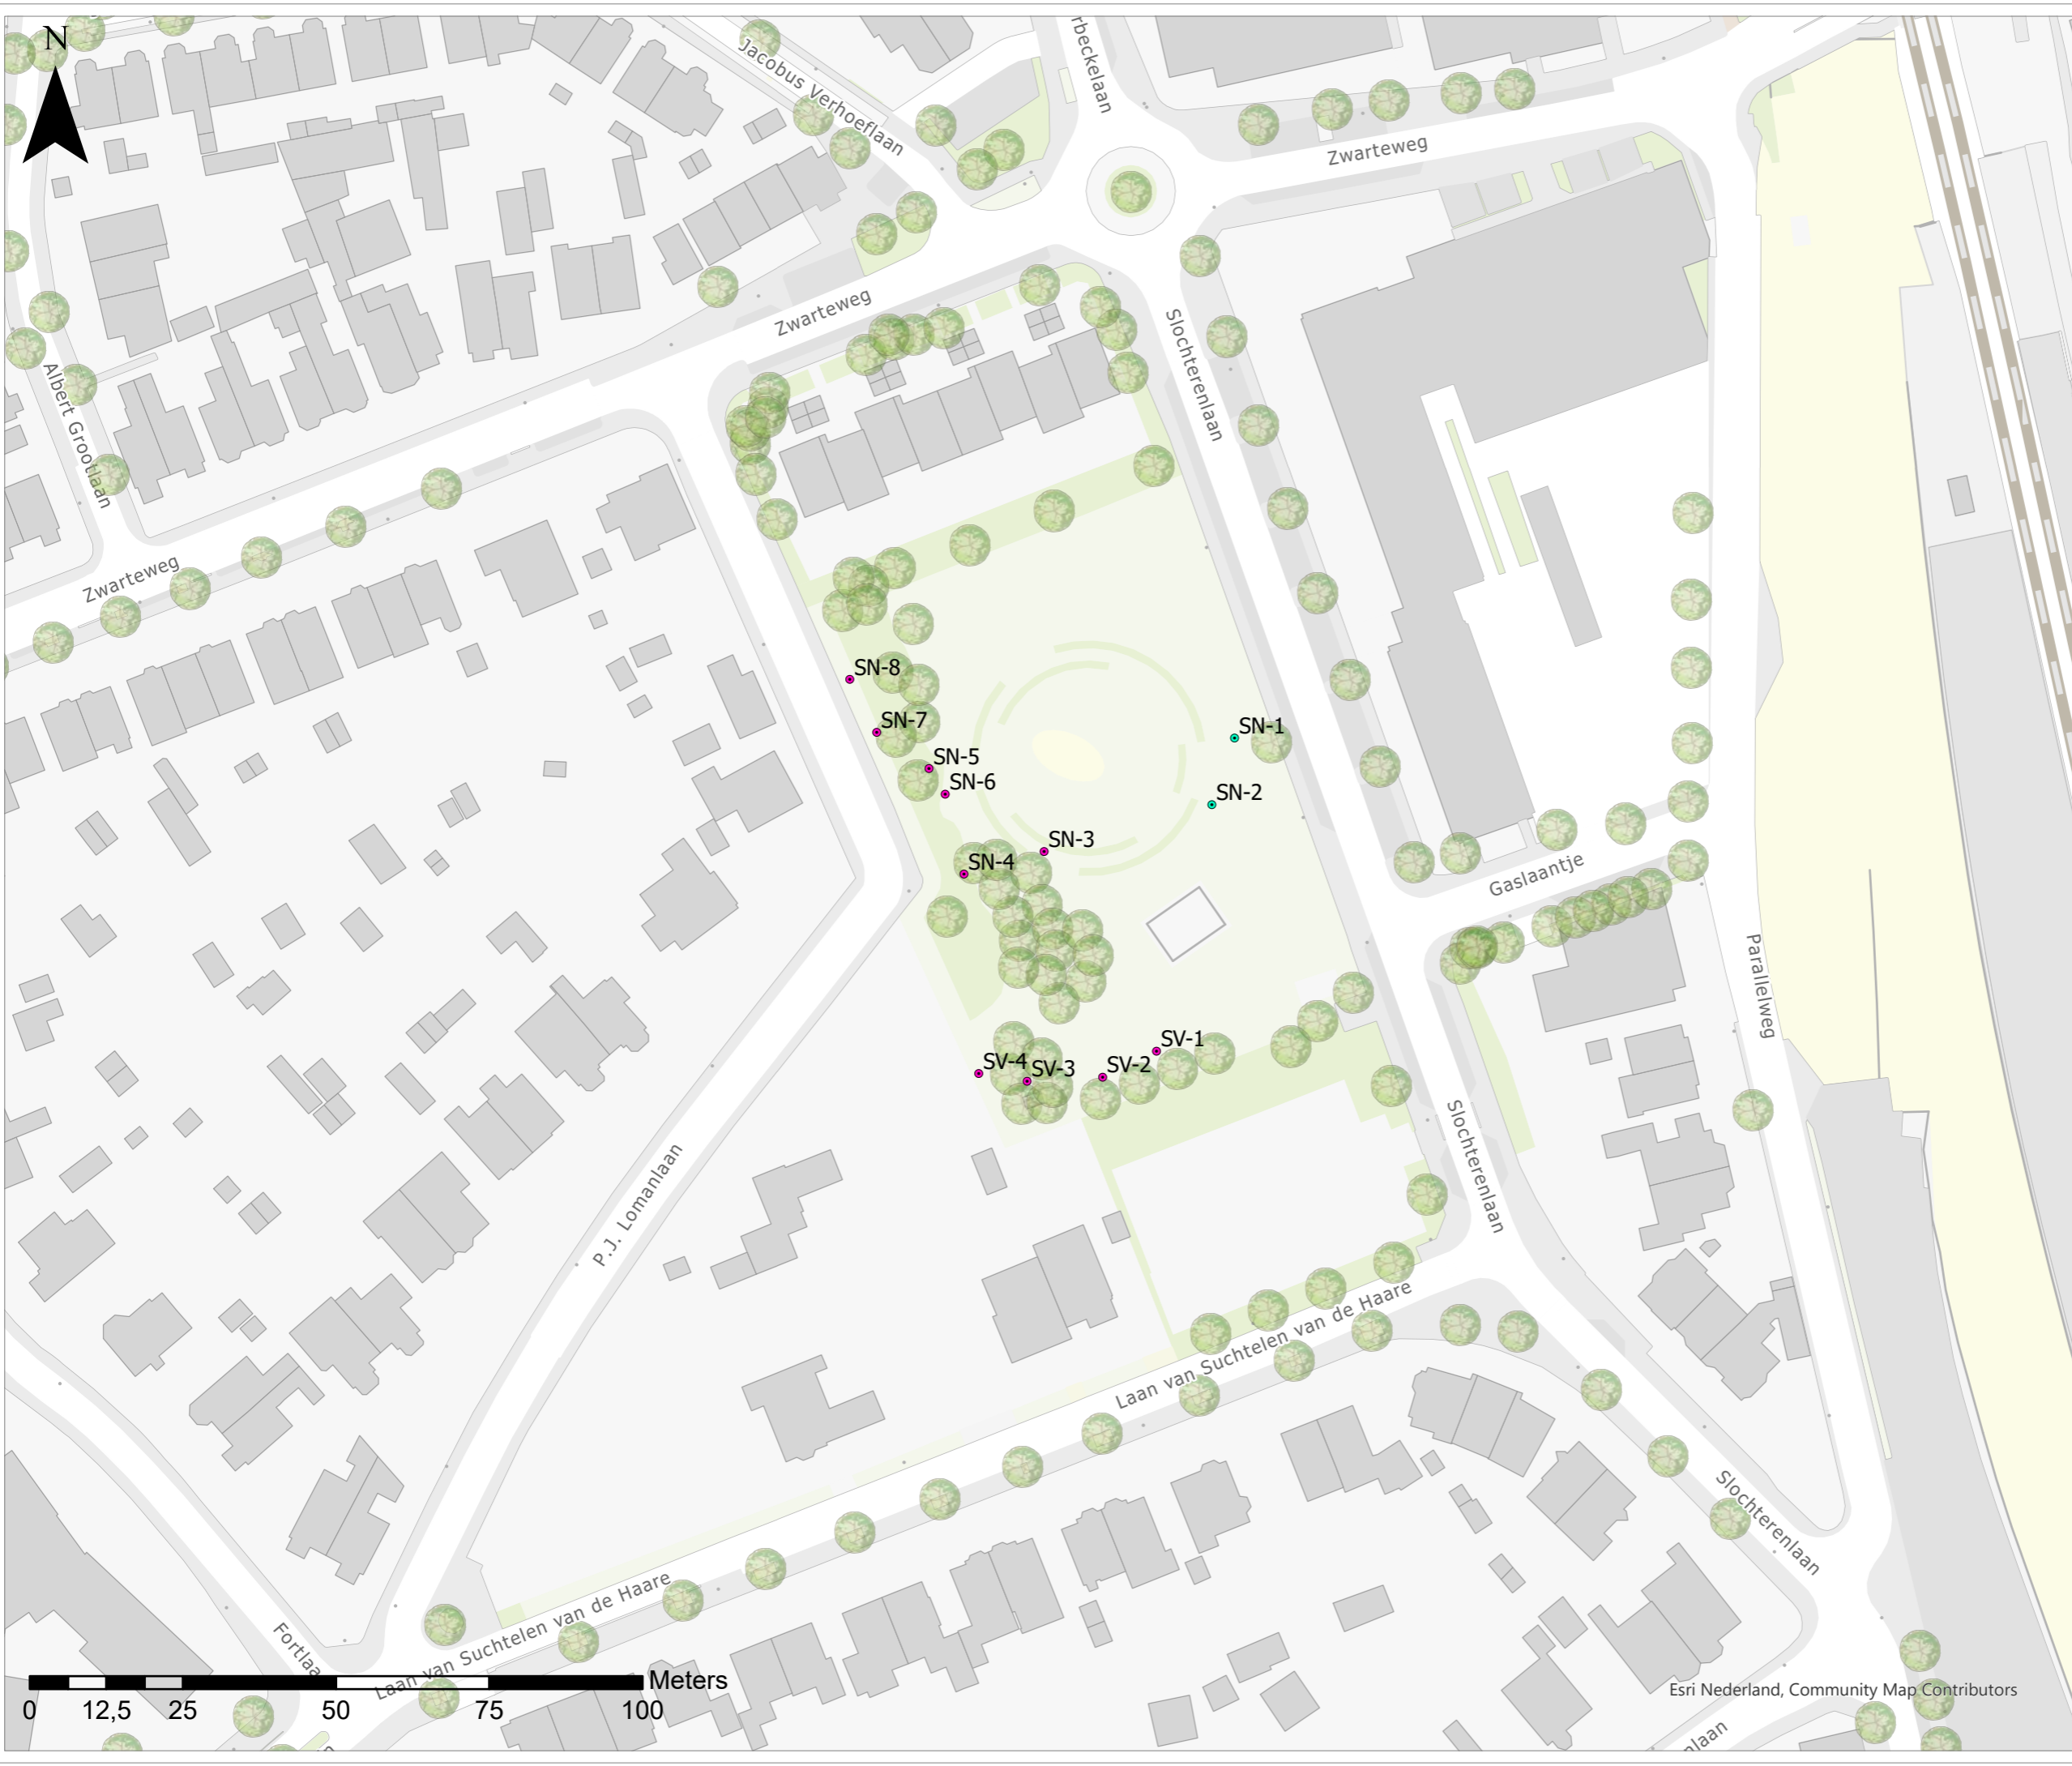 N
Jacobus Verhoeflaan
rbeckelaan
Zwarteweg
Zwarteweg
Slochterenlaan
Albert Grootlaan
Zwarteweg
SN-8
SN-7
SN-1
SN-5
SN-6
SN-2
SN-3
SN-4
Gaslaantje
Parallelweg
SV-1
SV-4
SV-3
SV-2
Slochterenlaan
P.J. Lomanlaan
Laan van Suchtelen van de Haare
Slochterenlaan
Laan van Suchtelen van de Haare
Fortlaa
Meters
0 12,5 25 50 75 100
Esri Nederland, Community Map Contributors
nlaan
n